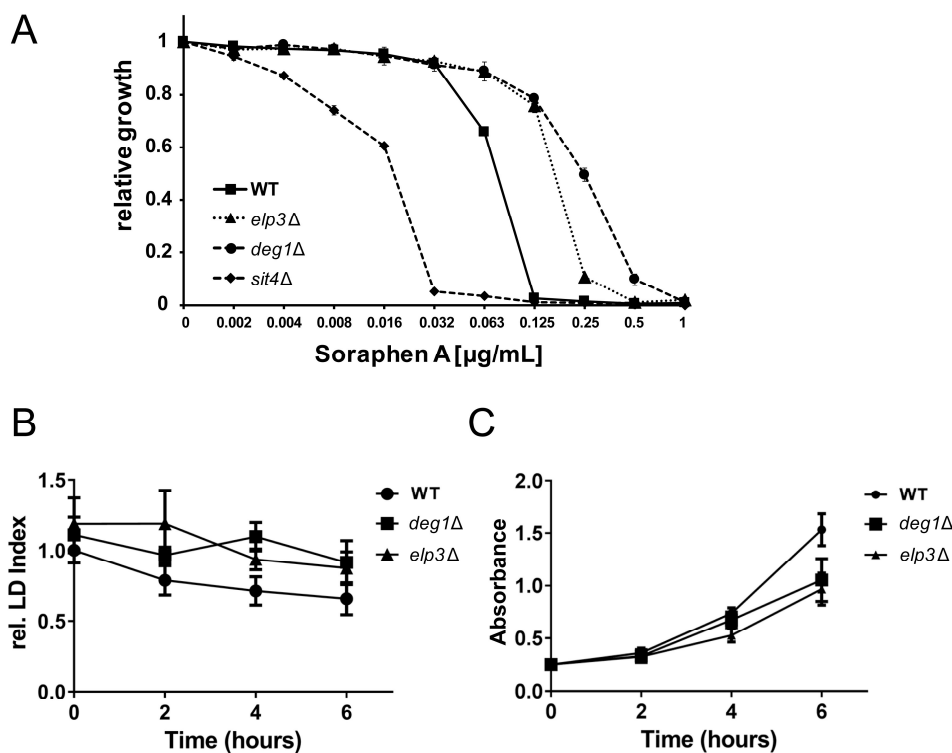 A
relative growth
1
0.8
0.6
0.4
0.2
0
WT
elp3Δ
deg1Δ
sit4Δ
0 0.002 0.004 0.008 0.016 0.032 0.063 0.125 0.25 0.5 1
Soraphen A [µg/mL]
B
rel. LD Index
1.5
1.0
0.5
0.0
WT
deg1Δ
elp3Δ
0 2 4 6
Time (hours)
C
Absorbance
2.0
1.5
1.0
0.5
0.0
WT
deg1Δ
elp3Δ
0 2 4 6
Time (hours)